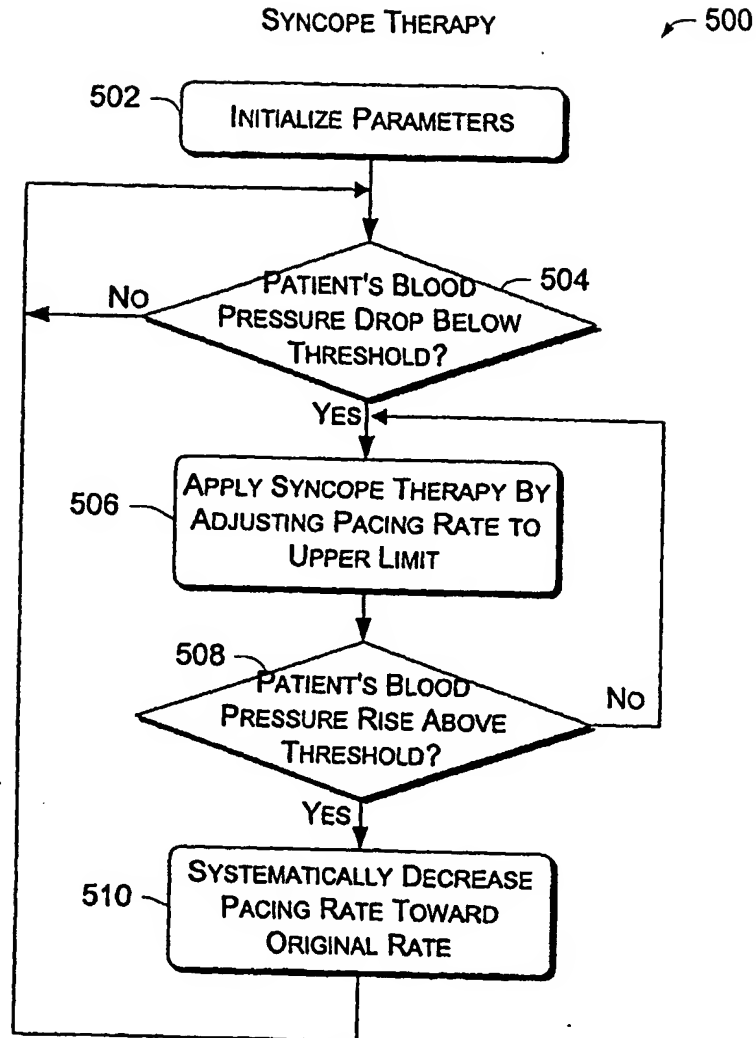 SYNCOPE THERAPY
500
502
INITIALIZE PARAMETERS
PATIENT'S BLOOD
PRESSURE DROP BELOW
THRESHOLD?
504
NO
YES
506
APPLY SYNCOPE THERAPY BY
ADJUSTING PACING RATE TO
UPPER LIMIT
508
PATIENT'S BLOOD
PRESSURE RISE ABOVE
THRESHOLD?
NO
YES
510
SYSTEMATICALLY DECREASE
PACING RATE TOWARD
ORIGINAL RATE